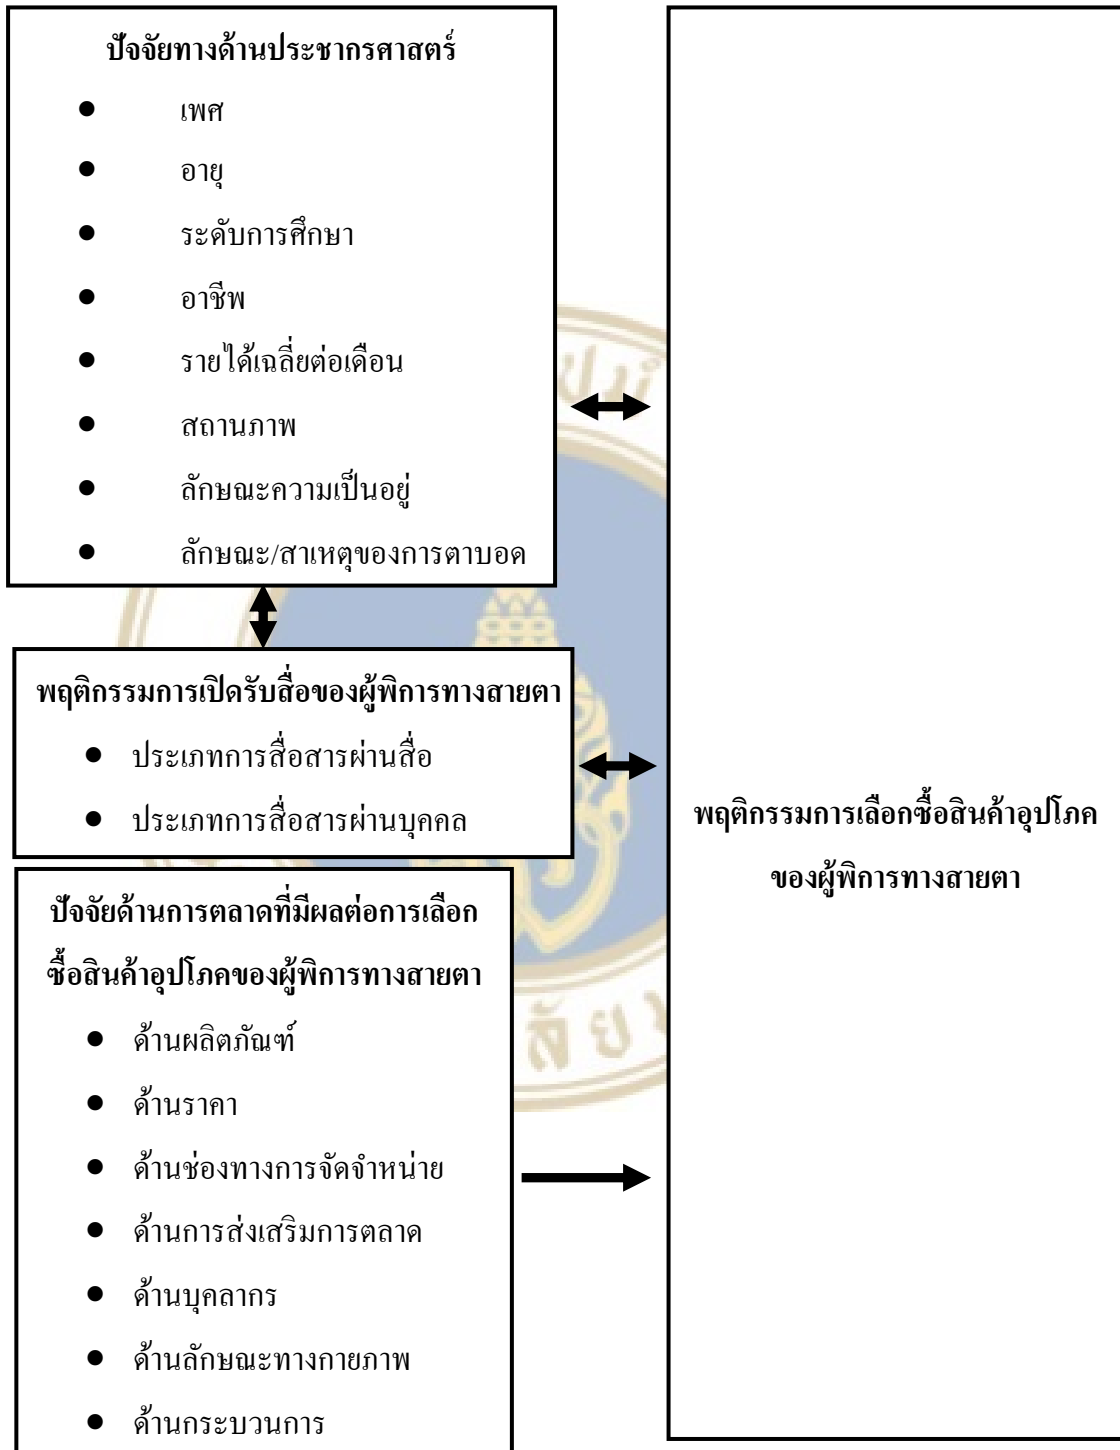 ปัจจัยทางด้านประชากรศาสตร์
● เพศ
● อายุ
● ระดับการศึกษา
● อาชีพ
● รายได้เฉลี่ยต่อเดือน
● สถานภาพ
● ลักษณะความเป็นอยู่
● ลักษณะ/สาเหตุของการตาบอด
พฤติกรรมการเปิดรับสื่อของผู้พิการทางสายตา
● ประเภทการสื่อสารผ่านสื่อ
● ประเภทการสื่อสารผ่านบุคคล
ปัจจัยด้านการตลาดที่มีผลต่อการเลือก
ซื้อสินค้าอุปโภคของผู้พิการทางสายตา
● ด้านผลิตภัณฑ์
● ด้านราคา
● ด้านช่องทางการจัดจำหน่าย
● ด้านการส่งเสริมการตลาด
● ด้านบุคลากร
● ด้านลักษณะทางกายภาพ
● ด้านกระบวนการ
พฤติกรรมการเลือกซื้อสินค้าอุปโภค
ของผู้พิการทางสายตา